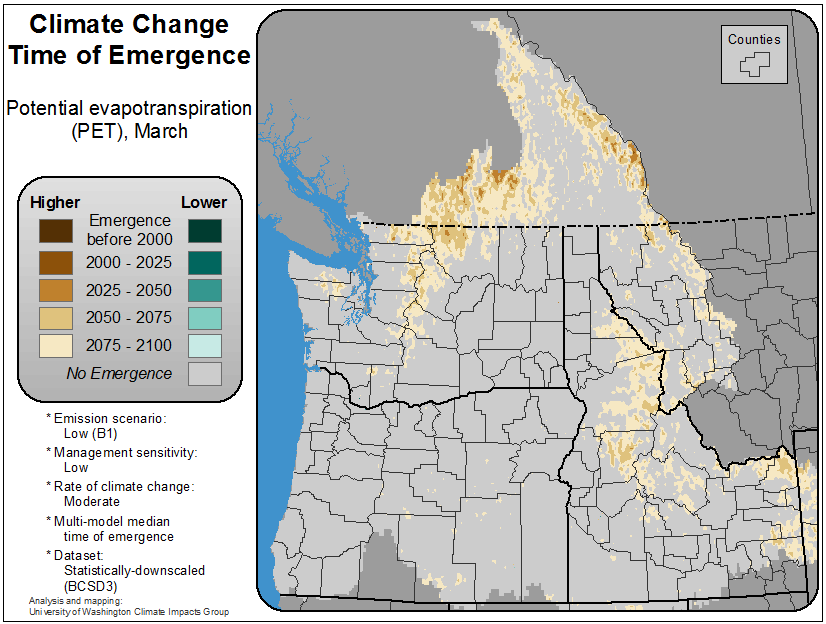 Climate Change
Time of Emergence
Potential evapotranspiration
(PET), March
Higher
Lower
Emergence
before 2000
2000 - 2025
2025 - 2050
2050 - 2075
2075 - 2100
No Emergence
* Emission scenario:
Low (B1)
* Management sensitivity:
Low
* Rate of climate change:
Moderate
* Multi-model median
time of emergence
* Dataset:
Statistically-downscaled
(BCSD3)
Analysis and mapping:
University of Washington Climate Impacts Group
Counties